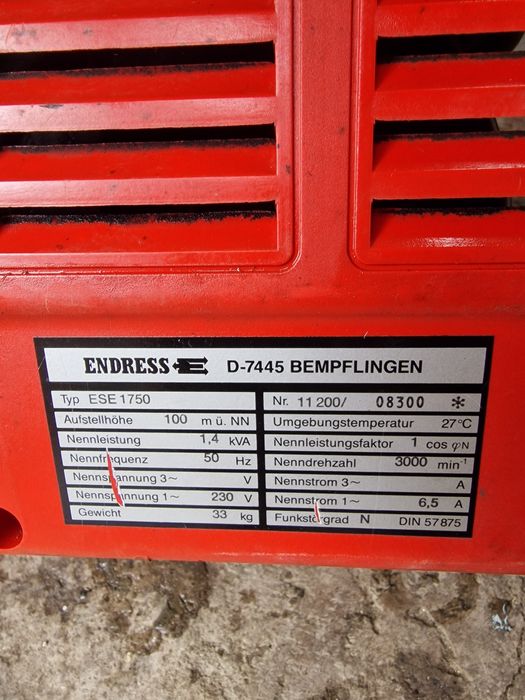 ENDRESS E D-7445 BEMPFLINGEN
Typ ESE 1750 Nr. 11 200/ 08300 *
Aufstellhöhe 100 m ü. NN Umgebungstemperatur 27°C
Nennleistung 1,4 kVA Nennleistungsfaktor 1 cos φN
Nennfrequenz 50 Hz Nenndrehzahl 3000 min⁻¹
Nennspannung 3~ V Nennstrom 3~ A
Nennspannung 1~ 230 V Nennstrom 1~ 6,5 A
Gewicht 33 kg Funkstörgrad N DIN 57875